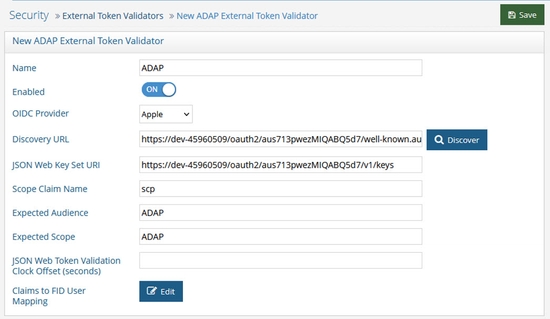 Security » External Token Validators » New ADAP External Token Validator
Save
New ADAP External Token Validator
Name ADAP
Enabled ON
OIDC Provider Apple
Discovery URL https://dev-45960509/oauth2/aus713pwezMIQABQ5d7/well-known.au Discover
JSON Web Key Set URI https://dev-45960509/oauth2/aus713pwezMIQABQ5d7/v1/keys
Scope Claim Name scp
Expected Audience ADAP
Expected Scope ADAP
JSON Web Token Validation
Clock Offset (seconds)
Claims to FID User
Mapping
Edit